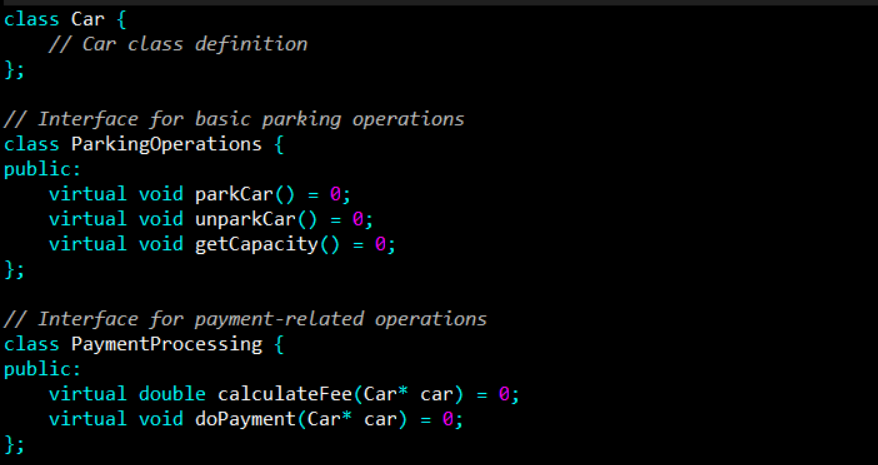 class Car {
    // Car class definition
};

// Interface for basic parking operations
class ParkingOperations {
public:
    virtual void parkCar() = 0;
    virtual void unparkCar() = 0;
    virtual void getCapacity() = 0;
};

// Interface for payment-related operations
class PaymentProcessing {
public:
    virtual double calculateFee(Car* car) = 0;
    virtual void doPayment(Car* car) = 0;
};